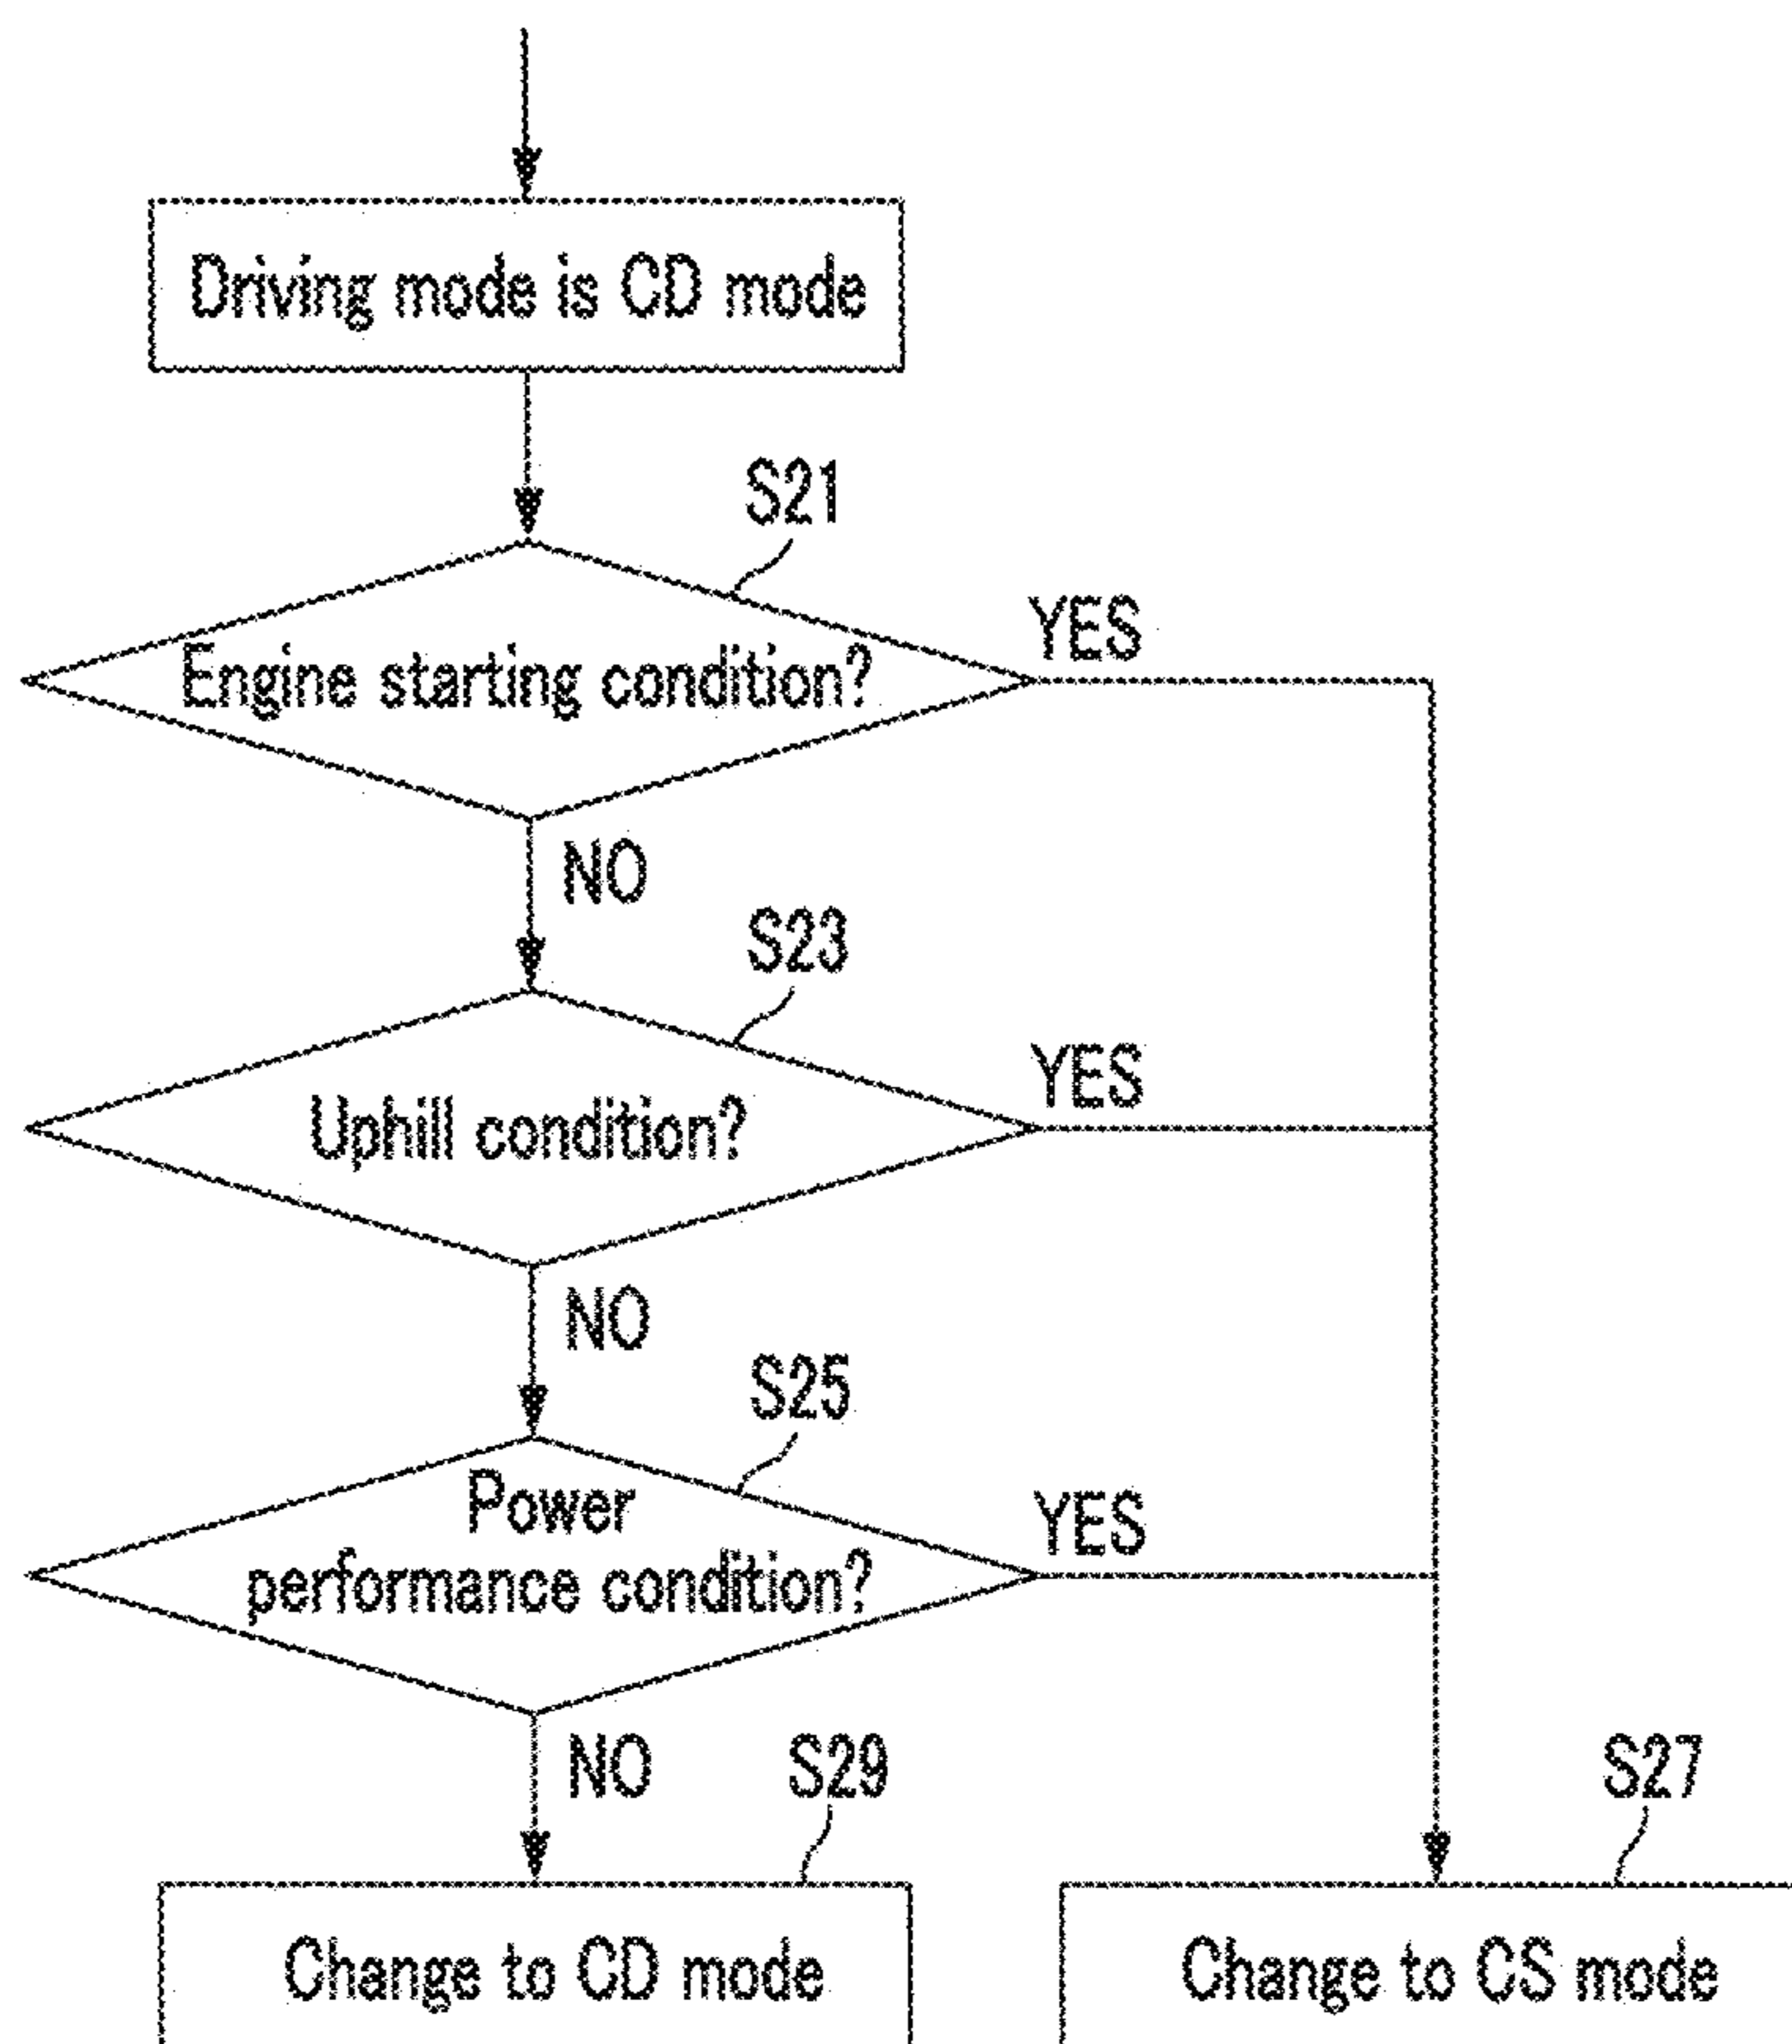 Driving mode is CD mode
S21
Engine starting condition?
YES
NO
S23
Uphill condition?
YES
NO
S25
Power
performance condition?
YES
NO
S29
S27
Change to CD mode
Change to CS mode